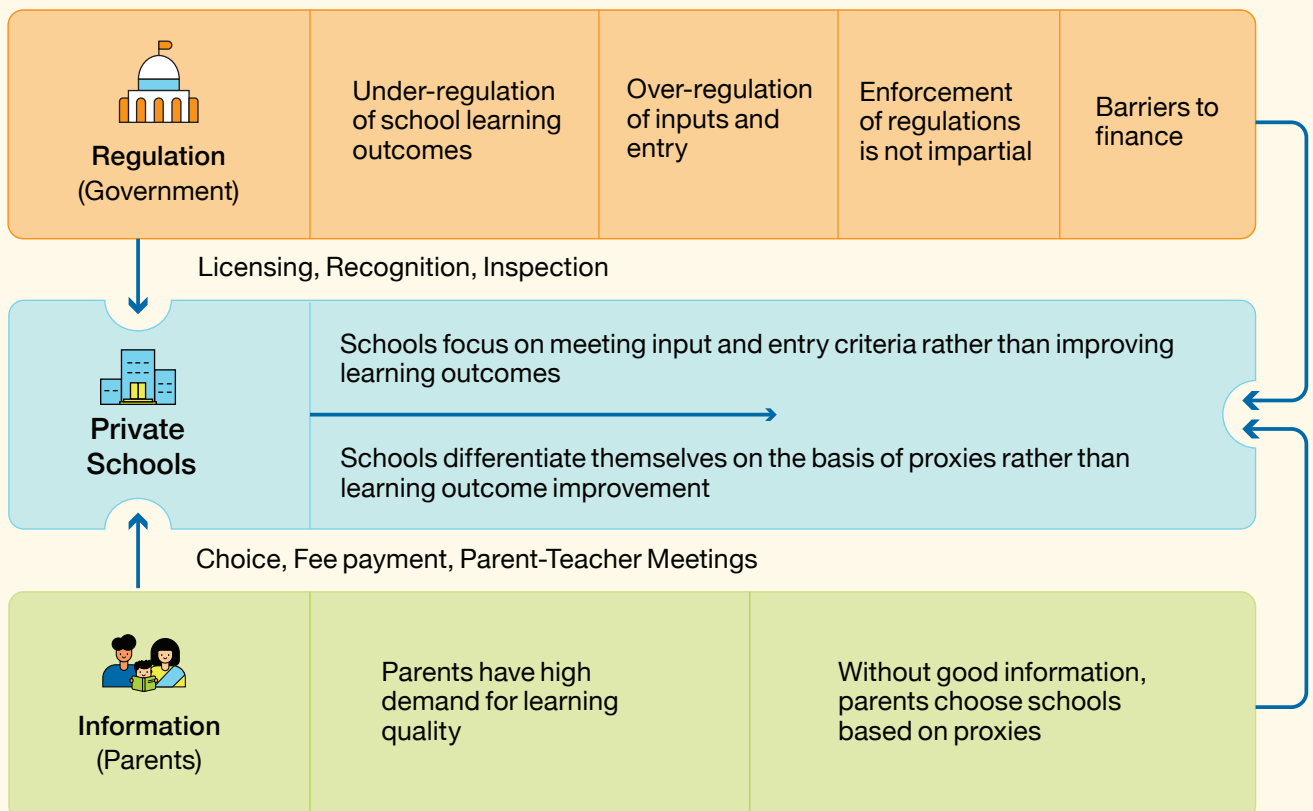 Regulation
(Government)
Under-regulation
of school learning
outcomes
Over-regulation
of inputs and
entry
Enforcement
of regulations
is not impartial
Barriers to
finance
Licensing, Recognition, Inspection
Private
Schools
Schools focus on meeting input and entry criteria rather than improving
learning outcomes
Schools differentiate themselves on the basis of proxies rather than
learning outcome improvement
Choice, Fee payment, Parent-Teacher Meetings
Information
(Parents)
Parents have high
demand for learning
quality
Without good information,
parents choose schools
based on proxies